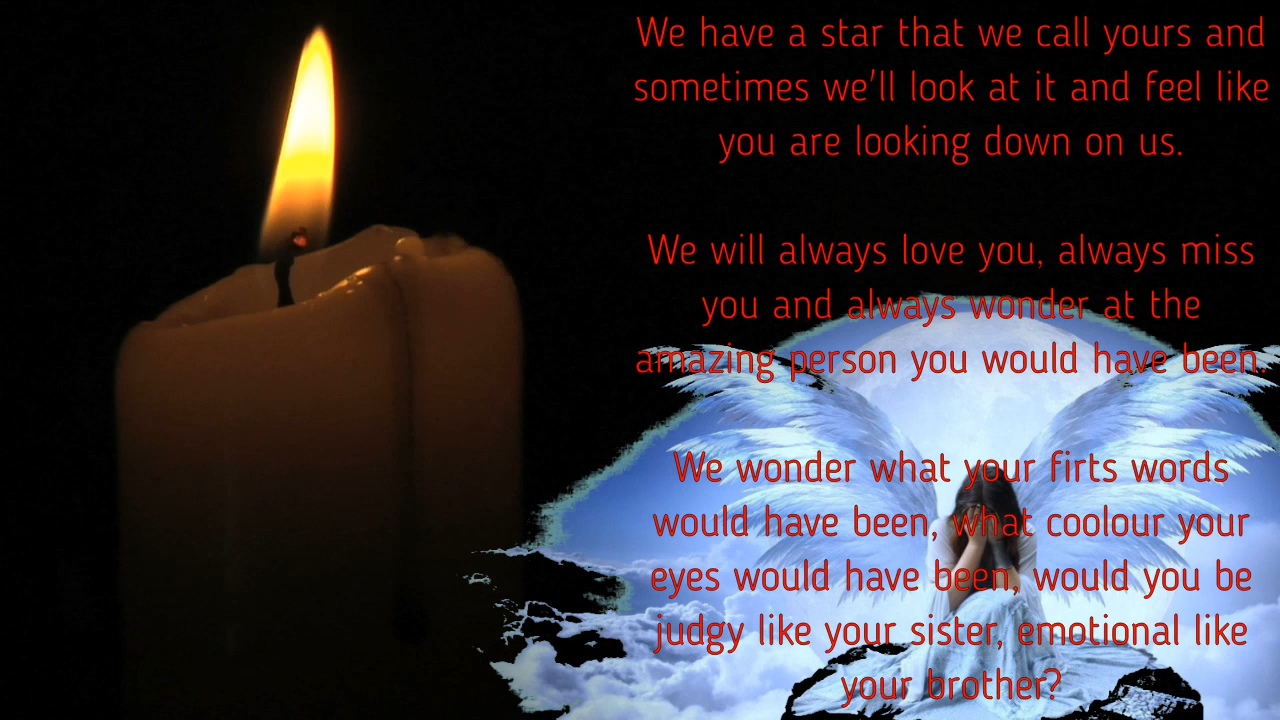 We have a star that we call yours and
sometimes we'll look at it and feel like
you are looking down on us.
We will always love you, always miss
you and always wonder at the
amazing person you would have been.
We wonder what your firts words
would have been, what coolour your
eyes would have been, would you be
judgy like your sister, emotional like
your brother?